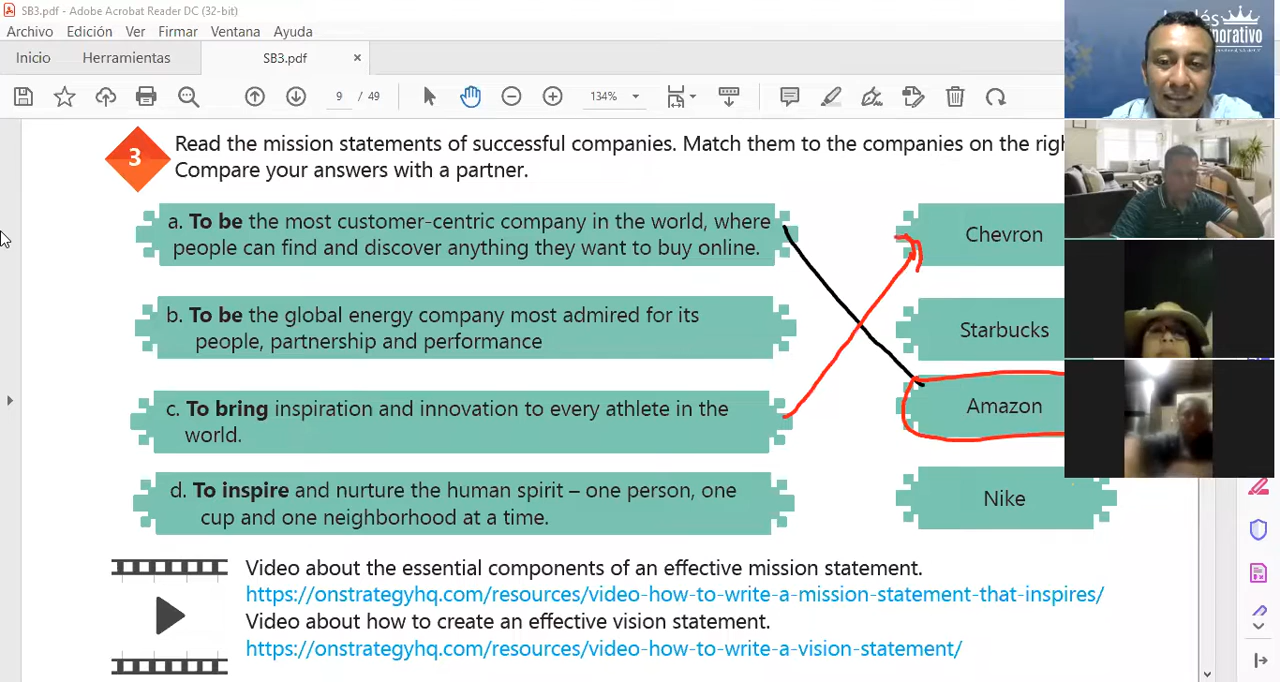 SB3.pdf - Adobe Acrobat Reader DC (32-bit)
Archivo Edición Ver Firmar Ventana Ayuda
Inicio Herramientas SB3.pdf ×
9 / 49 134%
3
Read the mission statements of successful companies. Match them to the companies on the
Compare your answers with a partner.
a. To be the most customer-centric company in the world, where
people can find and discover anything they want to buy online.
Chevron
b. To be the global energy company most admired for its
people, partnership and performance
Starbucks
c. To bring inspiration and innovation to every athlete in the
world.
Amazon
d. To inspire and nurture the human spirit – one person, one
cup and one neighborhood at a time.
Nike
Video about the essential components of an effective mission statement.
https://onstrategyhq.com/resources/video-how-to-write-a-mission-statement-that-inspires/
Video about how to create an effective vision statement.
https://onstrategyhq.com/resources/video-how-to-write-a-vision-statement/